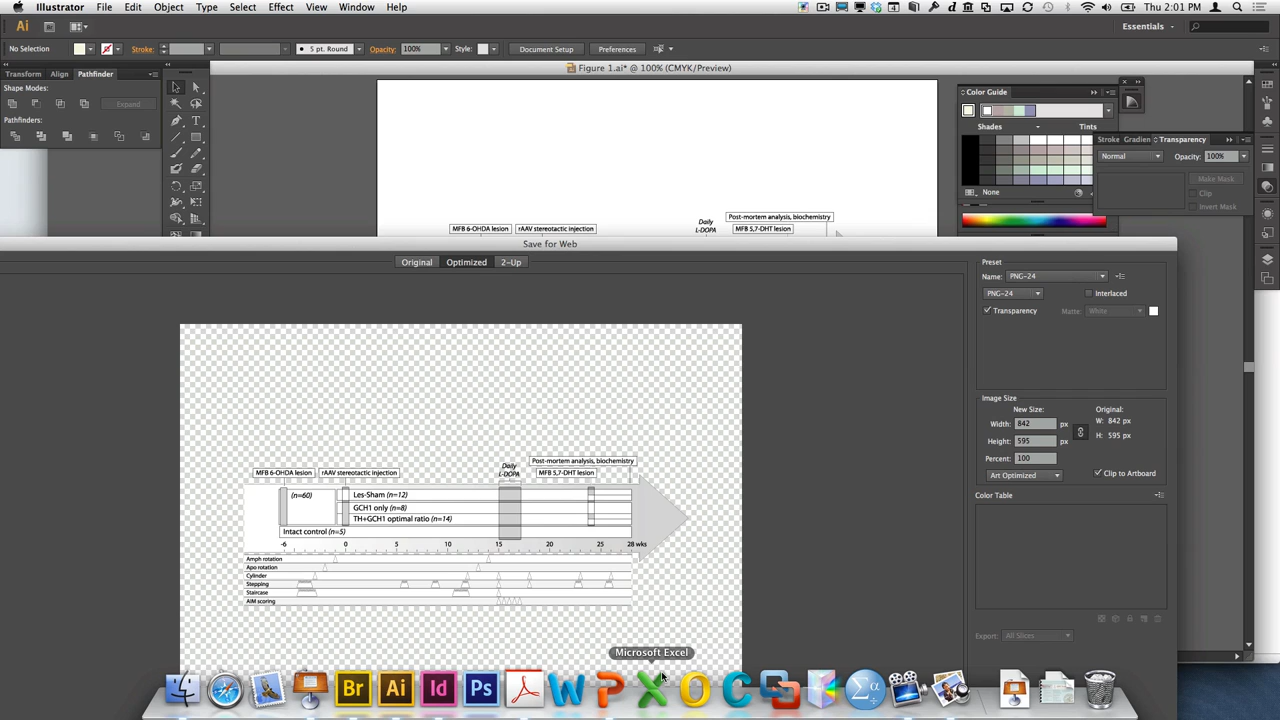 Illustrator File Edit Object Type Select Effect View Window Help
Thu 2:01 PM
Ai
Essentials
No Selection
Stroke:
5 pt. Round
Opacity: 100%
Style:
Document Setup
Preferences
Transform Align Pathfinder
Figure 1.ai* @ 100% (CMYK/Preview)
Shape Modes:
Expand
Pathfinders:
Color Guide
Shades
Tints
None
Stroke Gradien Transparency
Normal
Opacity: 100%
Make Mask
Clip
Invert Mask
Daily
L-DOPA
Post-mortem analysis, biochemistry
MFB 6-OHDA lesion
rAAV stereotactic injection
MFB 5,7-DHT lesion
Save for Web
Original Optimized 2-Up
Preset
Name: PNG-24
PNG-24
Interlaced
Transparency
Matte: White
Image Size
New Size:
Original:
Width: 842 px
W: 842 px
Height: 595 px
H: 595 px
Percent: 100
Art Optimized
Clip to Artboard
Color Table
Export: All Slices
Post-mortem analysis, biochemistry
Daily
L-DOPA
MFB 6-OHDA lesion
rAAV stereotactic injection
MFB 5,7-DHT lesion
(n=60)
Les-Sham (n=12)
GCH1 only (n=8)
TH+GCH1 optimal ratio (n=14)
Intact control (n=5)
-6 0 5 10 15 20 25 28 wks
Amph rotation
Apo rotation
Cylinder
Stepping
Staircase
AIM scoring
Microsoft Excel
Br Ai Id Ps
Σα